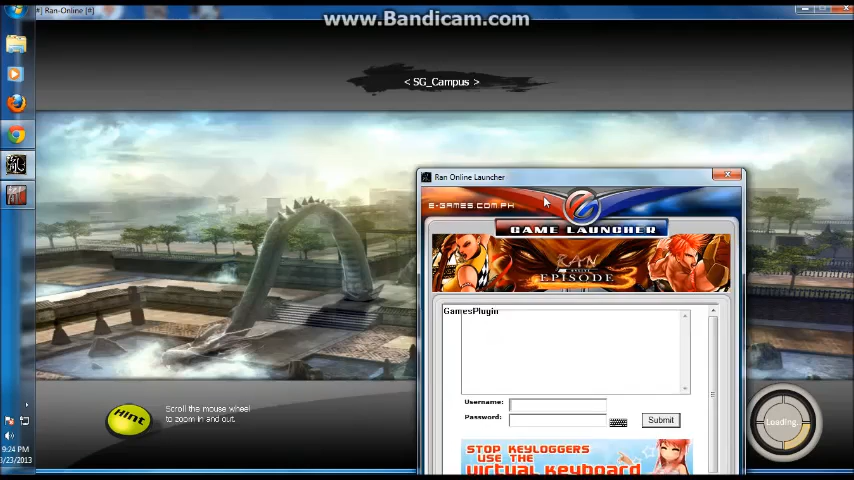 #| Ran-Online [#]
www.Bandicam.com
< SG_Campus >
Ran Online Launcher
E-GAMES.COM.PH
GAME LAUNCHER
RAN
ONLINE
EPISODE 3
GamesPlugin
Username:
Password:
Submit
STOP KEYLOGGERS
USE THE
virtual keyboard
Hint
Scroll the mouse wheel
to zoom in and out.
Loading.
9:24 PM
3/23/2013